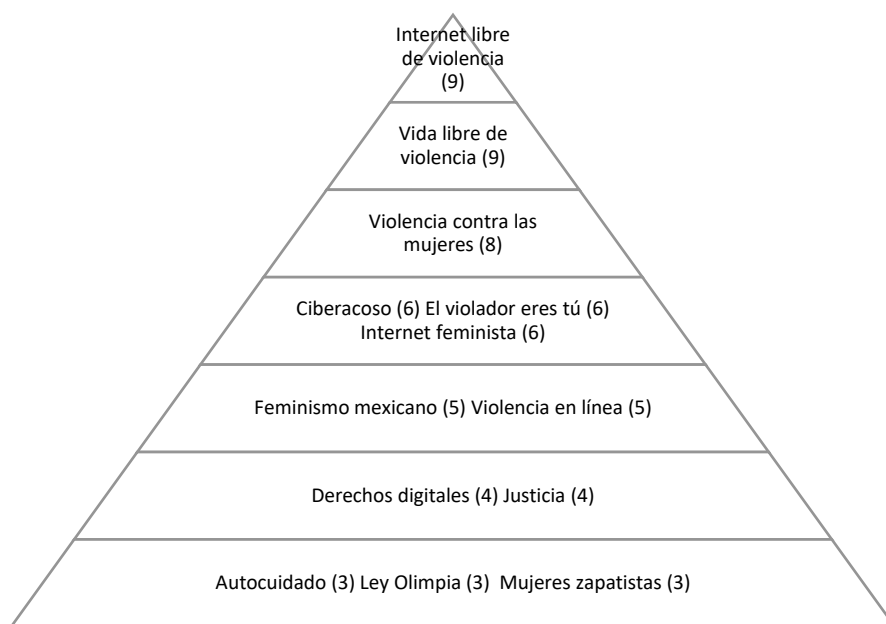 Internet libre
de violencia
(9)
Vida libre de
violencia (9)
Violencia contra las
mujeres (8)
Ciberacoso (6) El violador eres tú (6)
Internet feminista (6)
Feminismo mexicano (5) Violencia en línea (5)
Derechos digitales (4) Justicia (4)
Autocuidado (3) Ley Olimpia (3) Mujeres zapatistas (3)